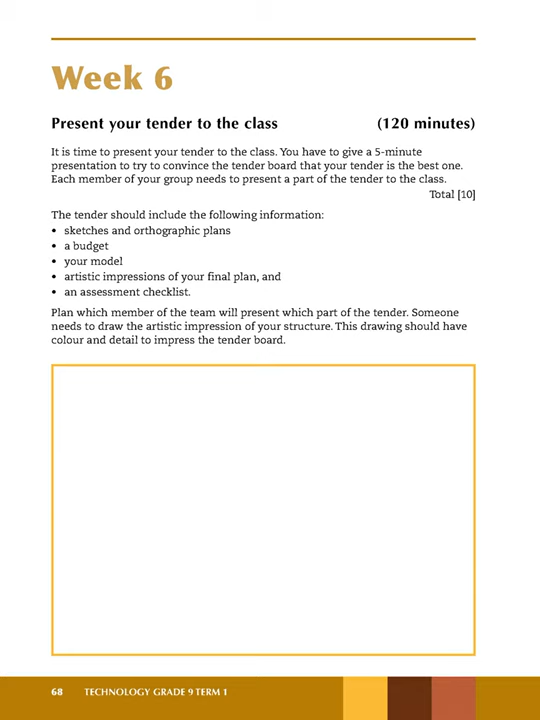 Week 6
Present your tender to the class (120 minutes)
It is time to present your tender to the class. You have to give a 5-minute
presentation to try to convince the tender board that your tender is the best one.
Each member of your group needs to present a part of the tender to the class.
Total [10]
The tender should include the following information:
• sketches and orthographic plans
• a budget
• your model
• artistic impressions of your final plan, and
• an assessment checklist.
Plan which member of the team will present which part of the tender. Someone
needs to draw the artistic impression of your structure. This drawing should have
colour and detail to impress the tender board.
68 TECHNOLOGY GRADE 9 TERM 1